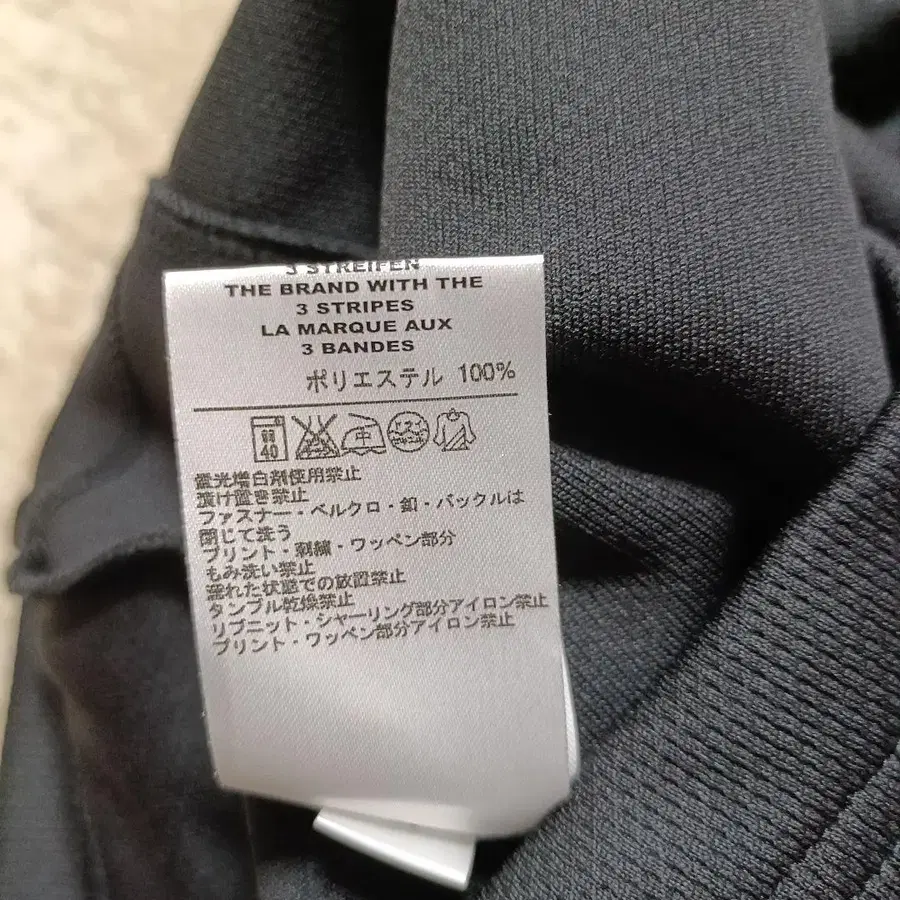 3 STREIFEN
THE BRAND WITH THE
3 STRIPES
LA MARQUE AUX
3 BANDES
ポリエステル 100%
40
中
蛍光増白剤使用禁止
漬け置き禁止
ファスナー・ベルクロ・釦・バックルは
閉じて洗う
プリント・刺繍・ワッペン部分
もみ洗い禁止
濡れた状態での放置禁止
タンブル乾燥禁止
リブニット・シャーリング部分アイロン禁止
プリント・ワッペン部分アイロン禁止